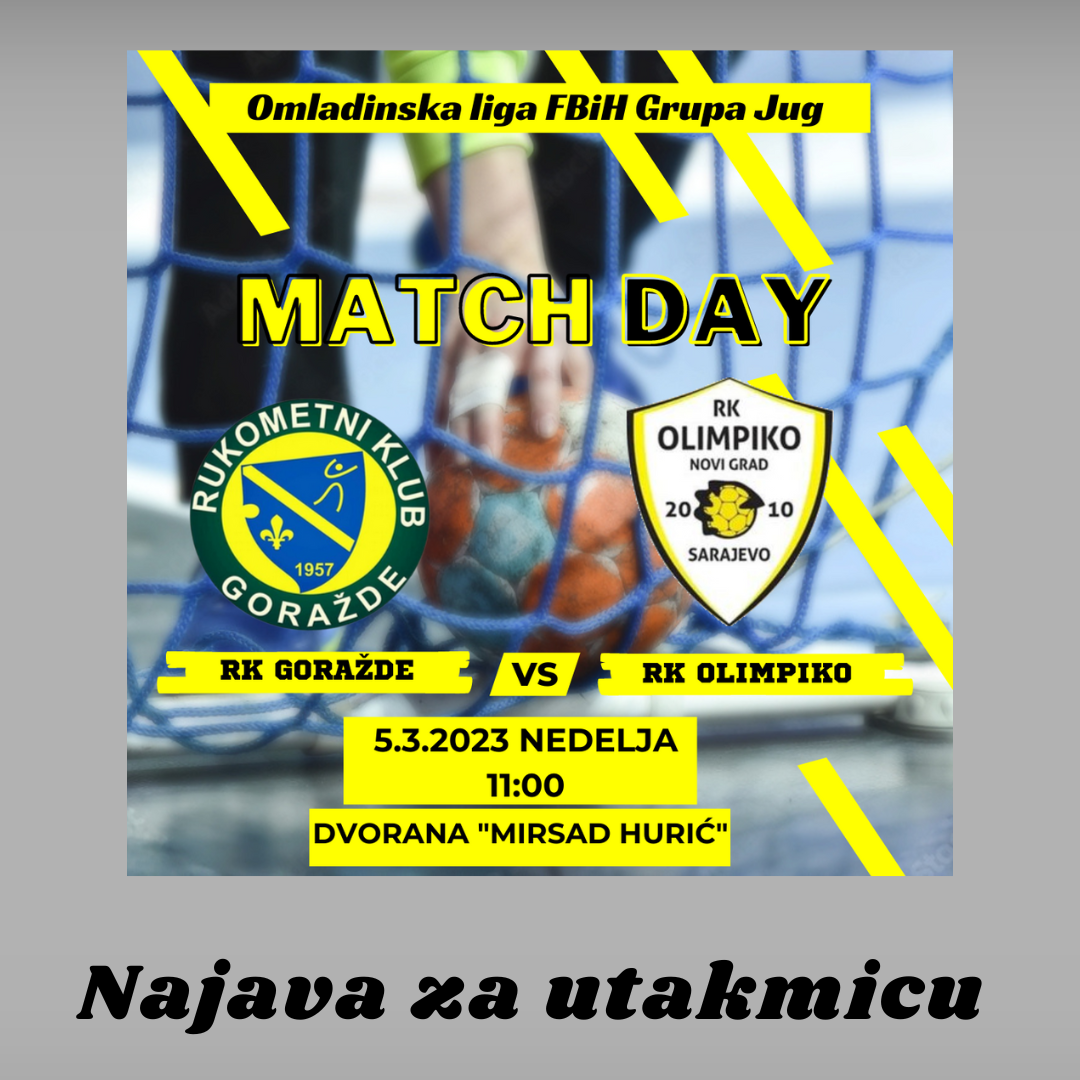 Omladinska liga FBiH Grupa Jug
MATCH DAY
RUKOMETNI KLUB
1957
GORAŽDE
RK
OLIMPIKO
NOVI GRAD
20 10
SARAJEVO
RK GORAŽDE
VS
RK OLIMPIKO
5.3.2023 NEDELJA
11:00
DVORANA "MIRSAD HURIĆ"
Najava za utakmicu